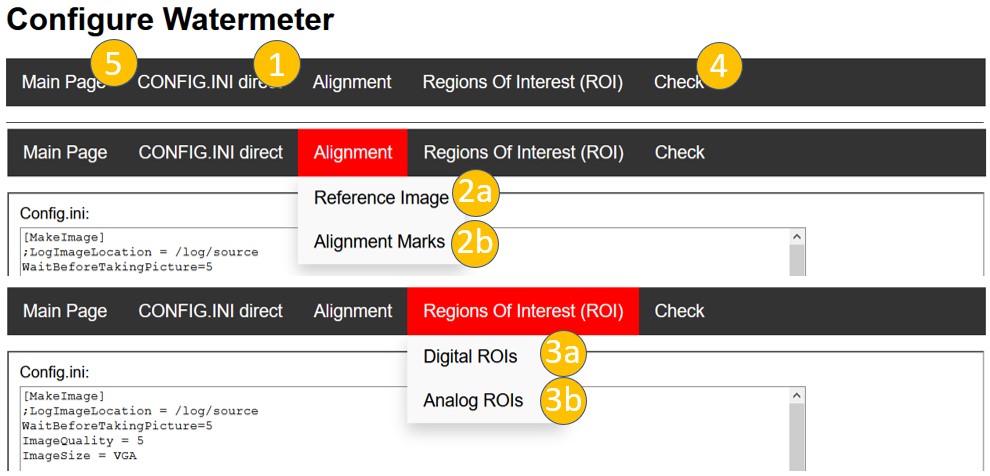 Configure Watermeter
5 1 4
Main Page CONFIG.INI direct Alignment Regions Of Interest (ROI) Check
Main Page CONFIG.INI direct Alignment Regions Of Interest (ROI) Check
Reference Image 2a
Alignment Marks 2b
Config.ini:
[MakeImage]
;LogImageLocation = /log/source
WaitBeforeTakingPicture=5
Main Page CONFIG.INI direct Alignment Regions Of Interest (ROI) Check
Digital ROIs 3a
Analog ROIs 3b
Config.ini:
[MakeImage]
;LogImageLocation = /log/source
WaitBeforeTakingPicture=5
ImageQuality = 5
ImageSize = VGA